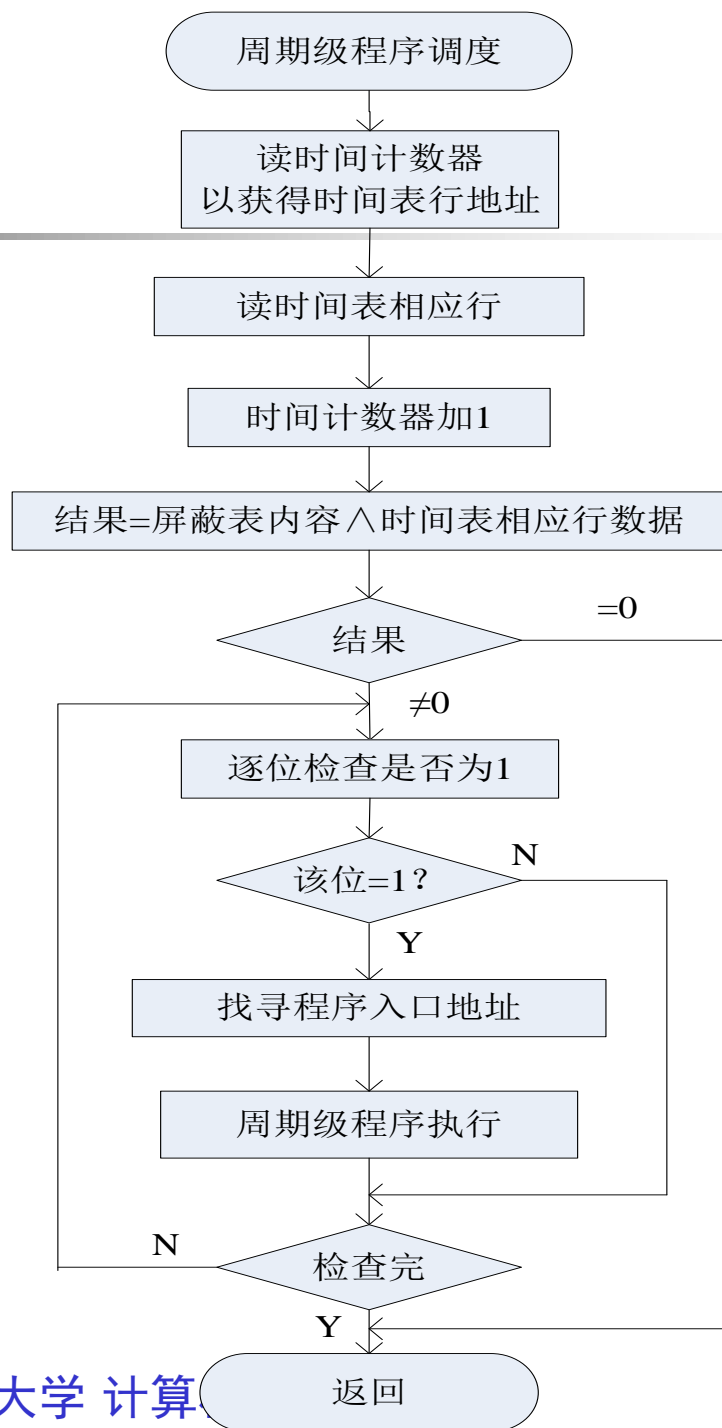 周期级程序调度
读时间计数器
以获得时间表行地址
读时间表相应行
时间计数器加1
结果=屏蔽表内容∧时间表相应行数据
结果
=0
≠0
逐位检查是否为1
该位=1?
N
Y
找寻程序入口地址
周期级程序执行
N
检查完
Y
返回
大学 计算